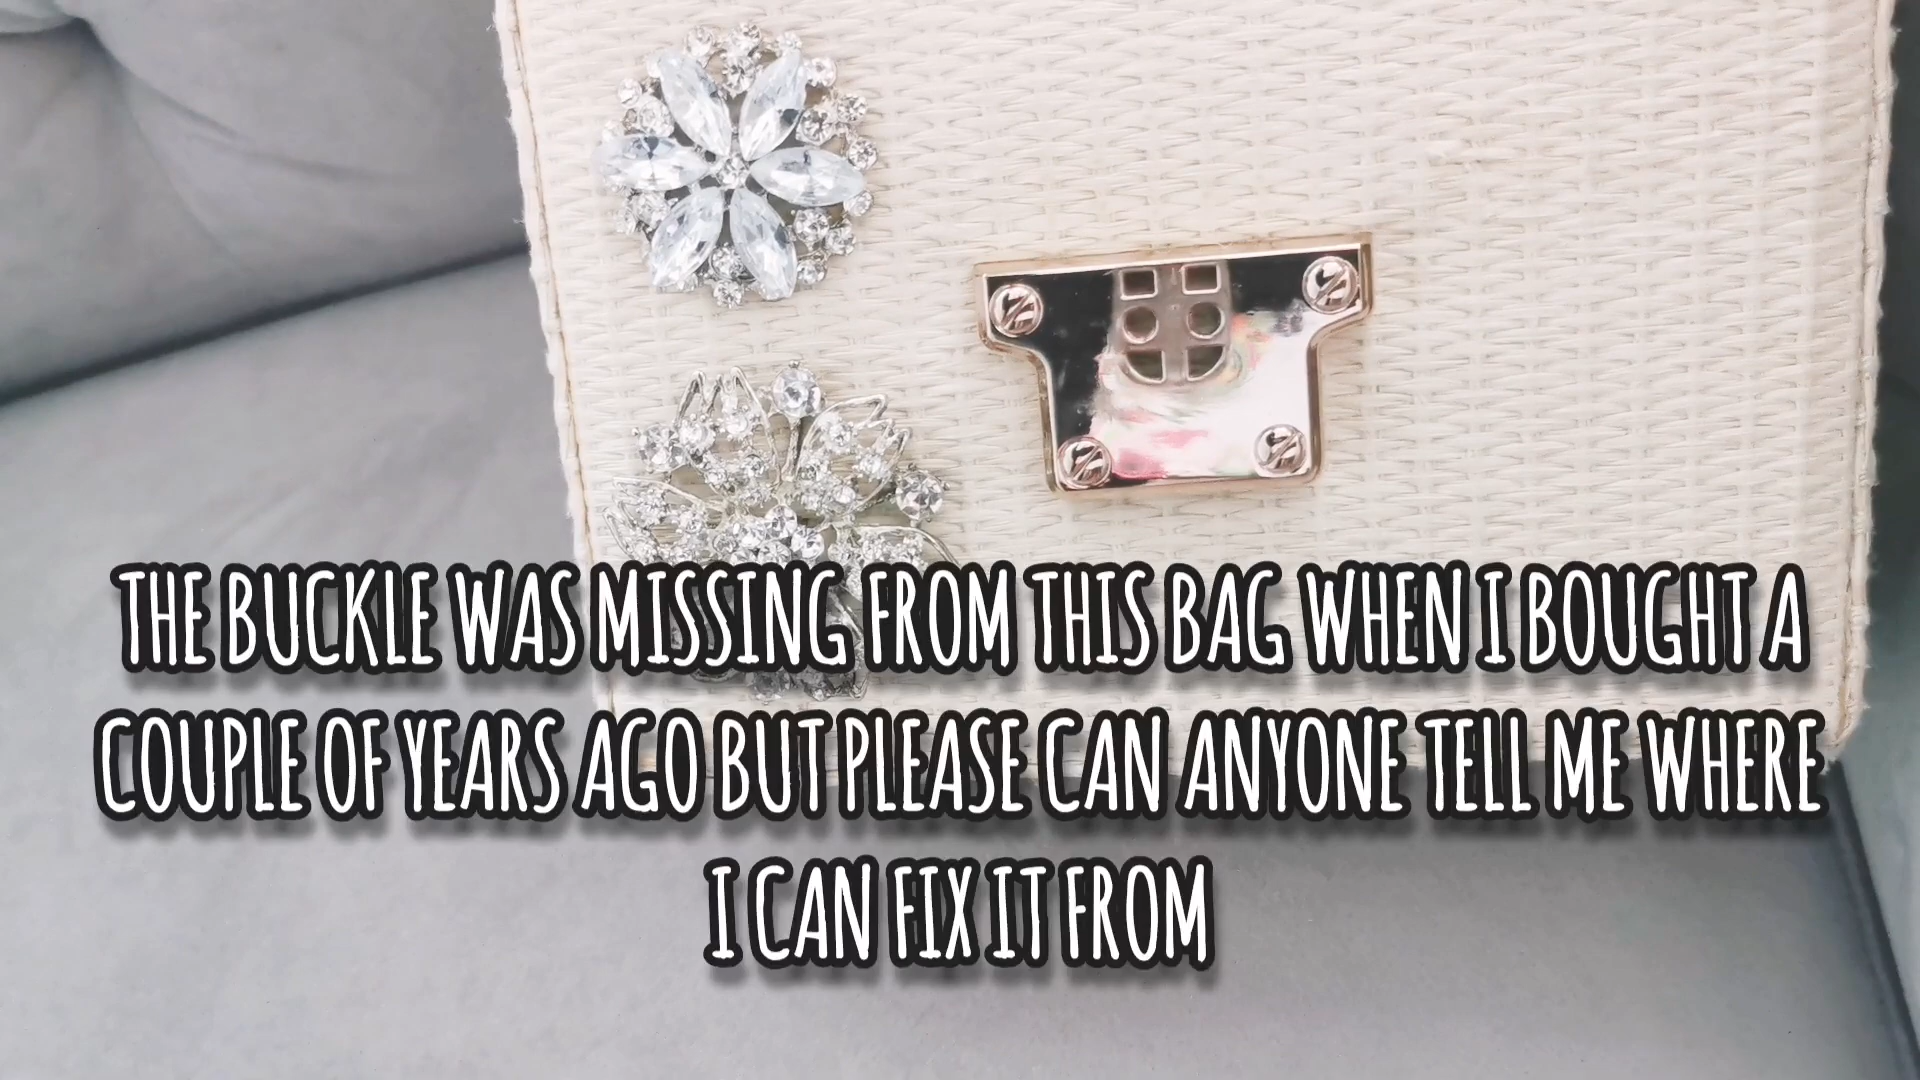 THE BUCKLE WAS MISSING FROM THIS BAG WHEN I BOUGHT A
COUPLE OF YEARS AGO BUT PLEASE CAN ANYONE TELL ME WHERE
I CAN FIX IT FROM